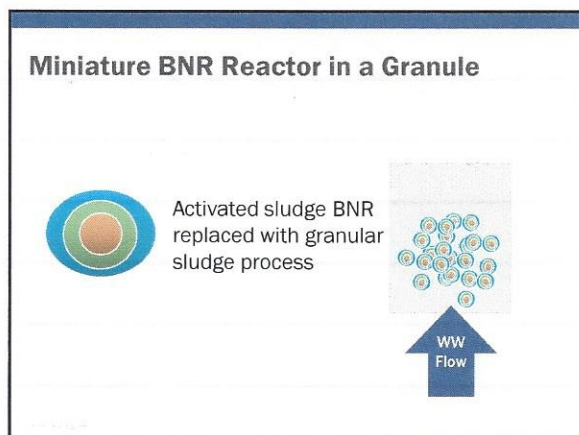 Miniature BNR Reactor in a Granule
Activated sludge BNR
replaced with granular
sludge process
WW
Flow